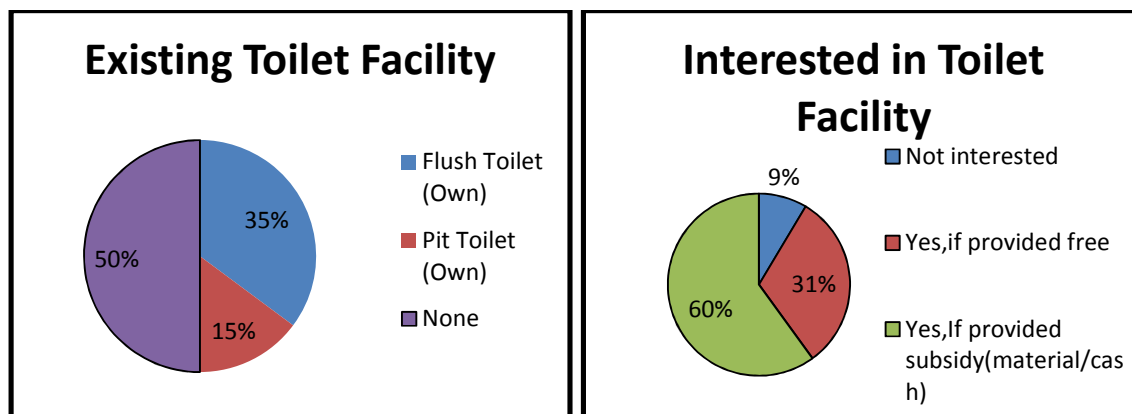 Existing Toilet Facility
35%
15%
50%
Flush Toilet
(Own)
Pit Toilet
(Own)
None
Interested in Toilet
Facility
9%
31%
60%
Not interested
Yes,if provided free
Yes,If provided
subsidy(material/cas
h)